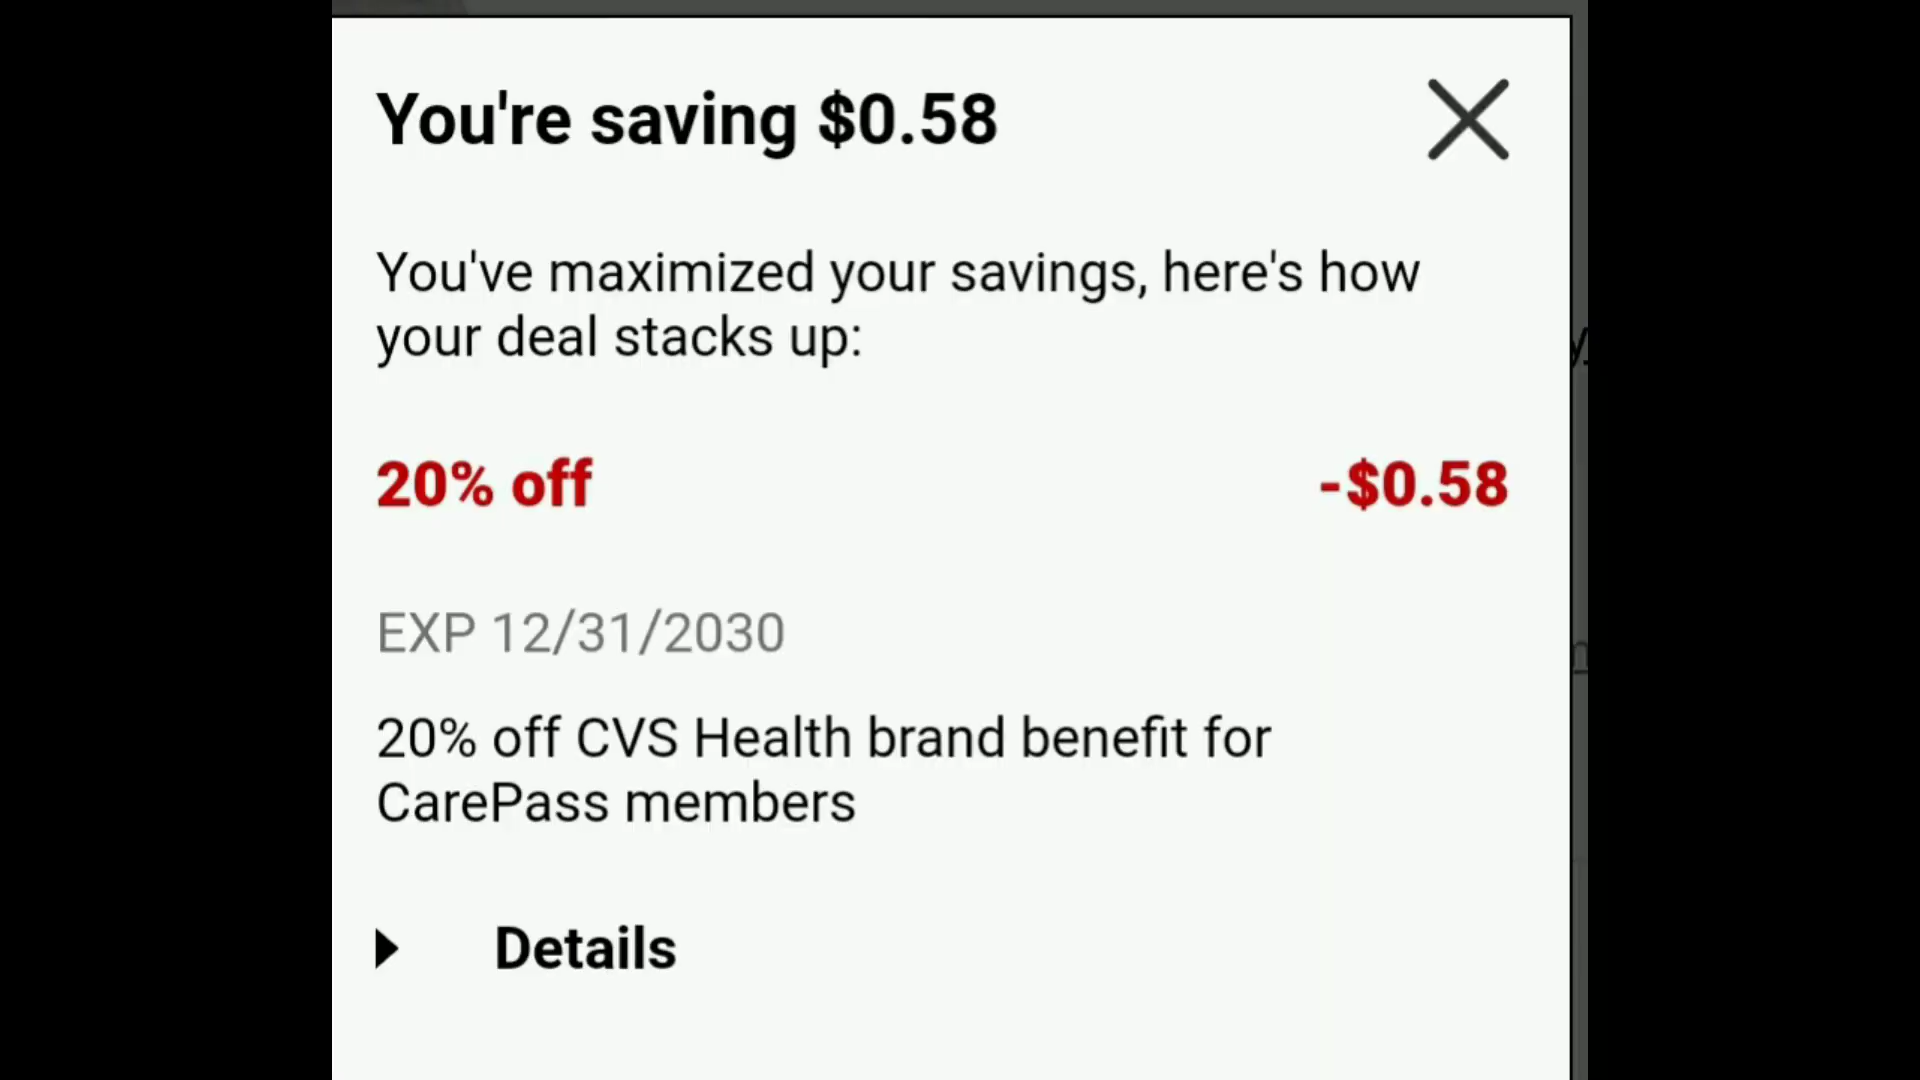 You're saving $0.58
You've maximized your savings, here's how
your deal stacks up:
20% off -$0.58
EXP 12/31/2030
20% off CVS Health brand benefit for
CarePass members
Details